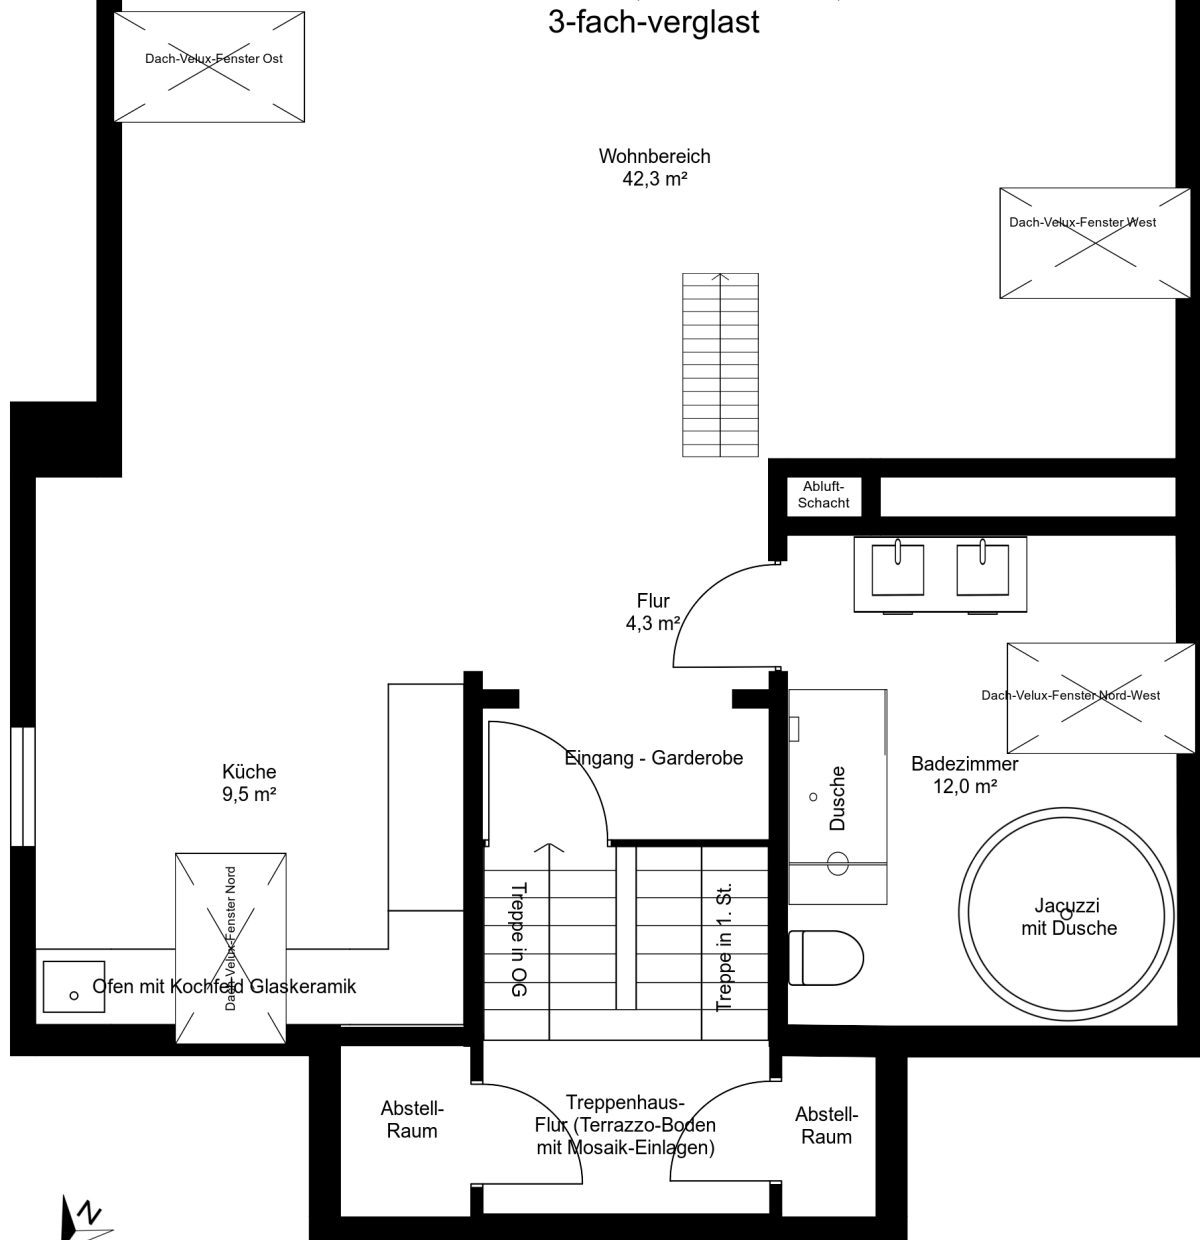 3-fach-verglast
Dach-Velux-Fenster Ost
Wohnbereich
42,3 m²
Dach-Velux-Fenster West
Abluft-
Schacht
Flur
4,3 m²
Dach-Velux-Fenster Nord-West
Eingang - Garderobe
Badezimmer
12,0 m²
Küche
9,5 m²
Dusche
Dach-Velux-Fenster Nord
Treppe in OG
Treppe in 1. St.
Jacuzzi
mit Dusche
Ofen mit Kochfeld Glaskeramik
Abstell-
Raum
Treppenhaus-
Flur (Terrazzo-Boden
mit Mosaik-Einlagen)
Abstell-
Raum
N